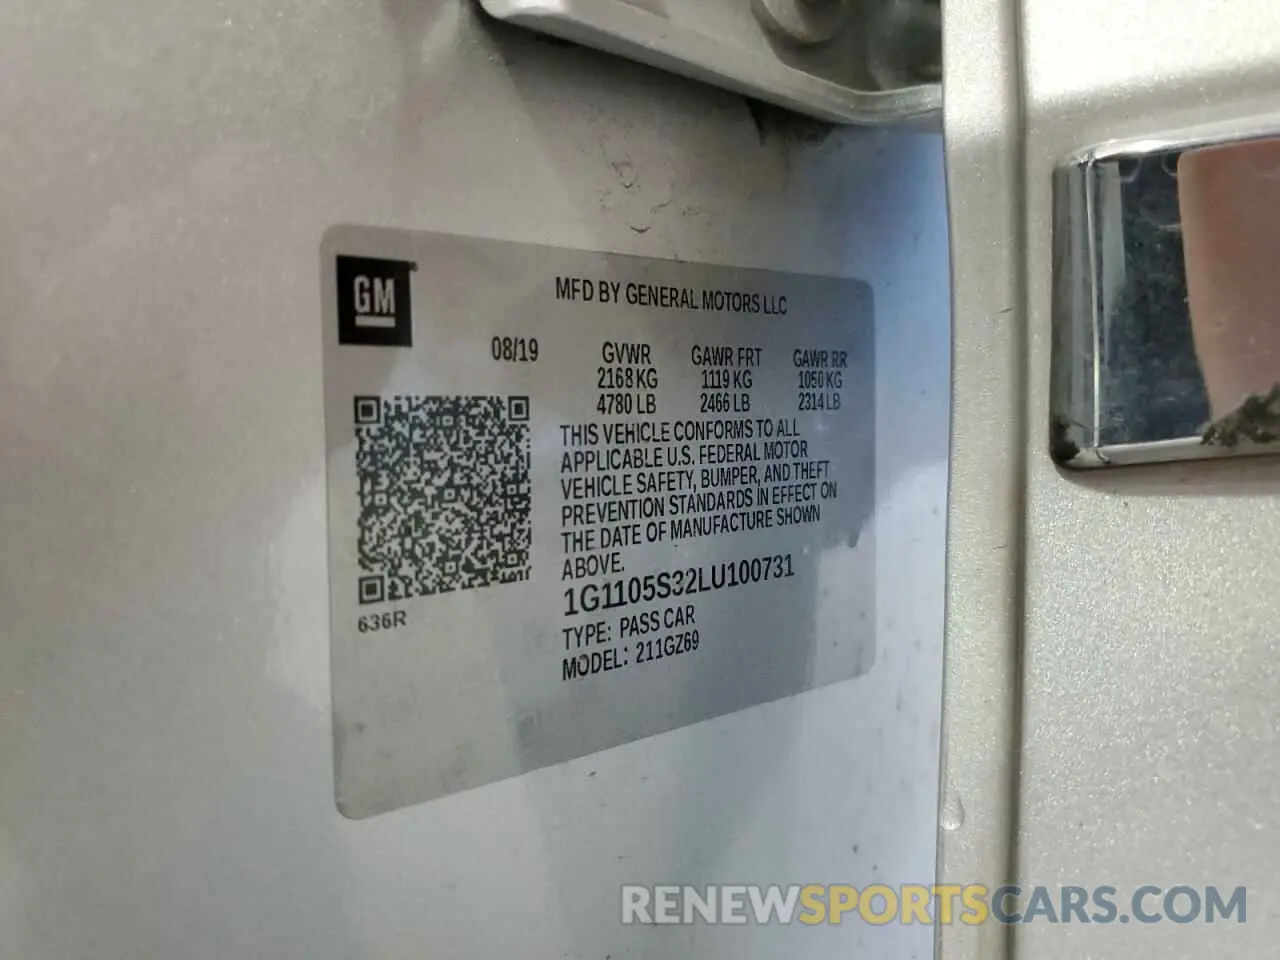 GM
MFD BY GENERAL MOTORS LLC
08/19 GVWR GAWR FRT GAWR RR
2168 KG 1119 KG 1050 KG
4780 LB 2466 LB 2314 LB
THIS VEHICLE CONFORMS TO ALL
APPLICABLE U.S. FEDERAL MOTOR
VEHICLE SAFETY, BUMPER, AND THEFT
PREVENTION STANDARDS IN EFFECT ON
THE DATE OF MANUFACTURE SHOWN
ABOVE.
1G1105S32LU100731
TYPE: PASS CAR
MODEL: 211GZ69
636R
RENEWSPORTSCARS.COM